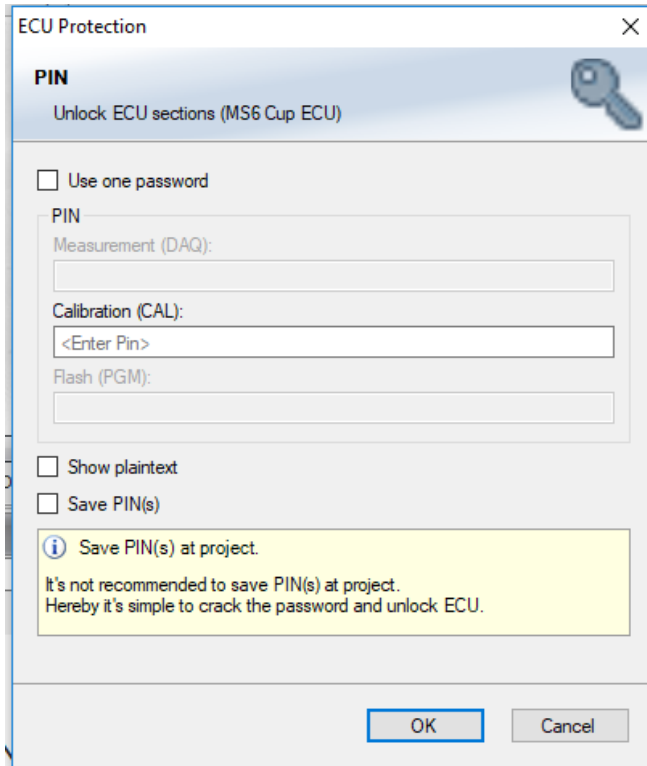 ECU Protection
PIN
Unlock ECU sections (MS6 Cup ECU)
Use one password
PIN
Measurement (DAQ):
Calibration (CAL):
<Enter Pin>
Flash (PGM):
Show plaintext
Save PIN(s)
Save PIN(s) at project.
It's not recommended to save PIN(s) at project.
Hereby it's simple to crack the password and unlock ECU.
OK
Cancel